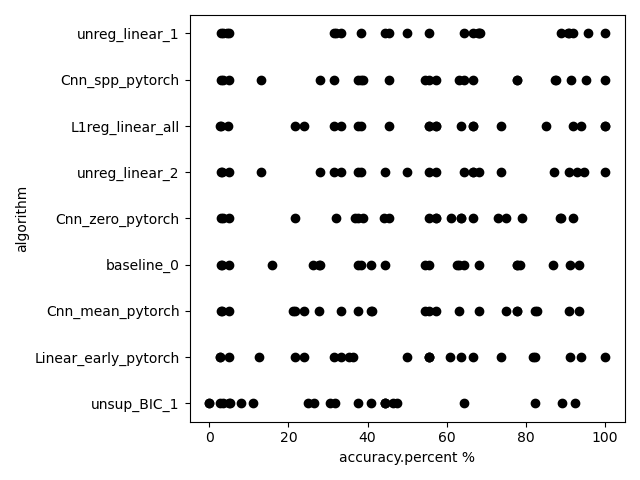 unreg_linear_1
Cnn_spp_pytorch
L1reg_linear_all
unreg_linear_2
Cnn_zero_pytorch
baseline_0
Cnn_mean_pytorch
Linear_early_pytorch
unsup_BIC_1
algorithm
0 20 40 60 80 100
accuracy.percent %